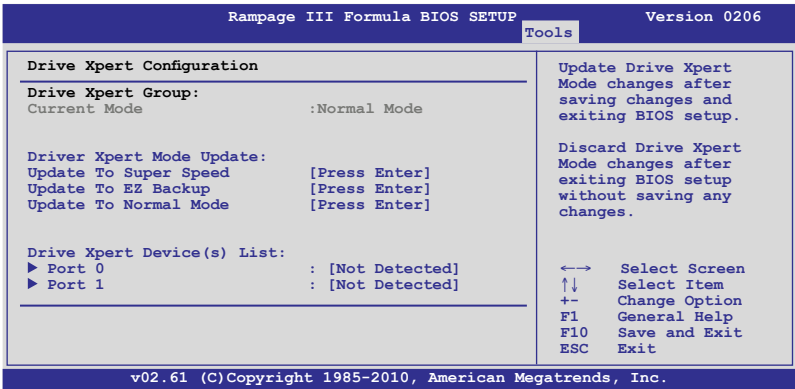 Rampage III Formula BIOS SETUP Version 0206
Tools
Drive Xpert Configuration
Drive Xpert Group:
Current Mode :Normal Mode
Driver Xpert Mode Update:
Update To Super Speed [Press Enter]
Update To EZ Backup [Press Enter]
Update To Normal Mode [Press Enter]
Drive Xpert Device(s) List:
▶ Port 0 : [Not Detected]
▶ Port 1 : [Not Detected]
Update Drive Xpert
Mode changes after
saving changes and
exiting BIOS setup.
Discard Drive Xpert
Mode changes after
exiting BIOS setup
without saving any
changes.
←→ Select Screen
↑↓ Select Item
+- Change Option
F1 General Help
F10 Save and Exit
ESC Exit
v02.61 (C)Copyright 1985-2010, American Megatrends, Inc.